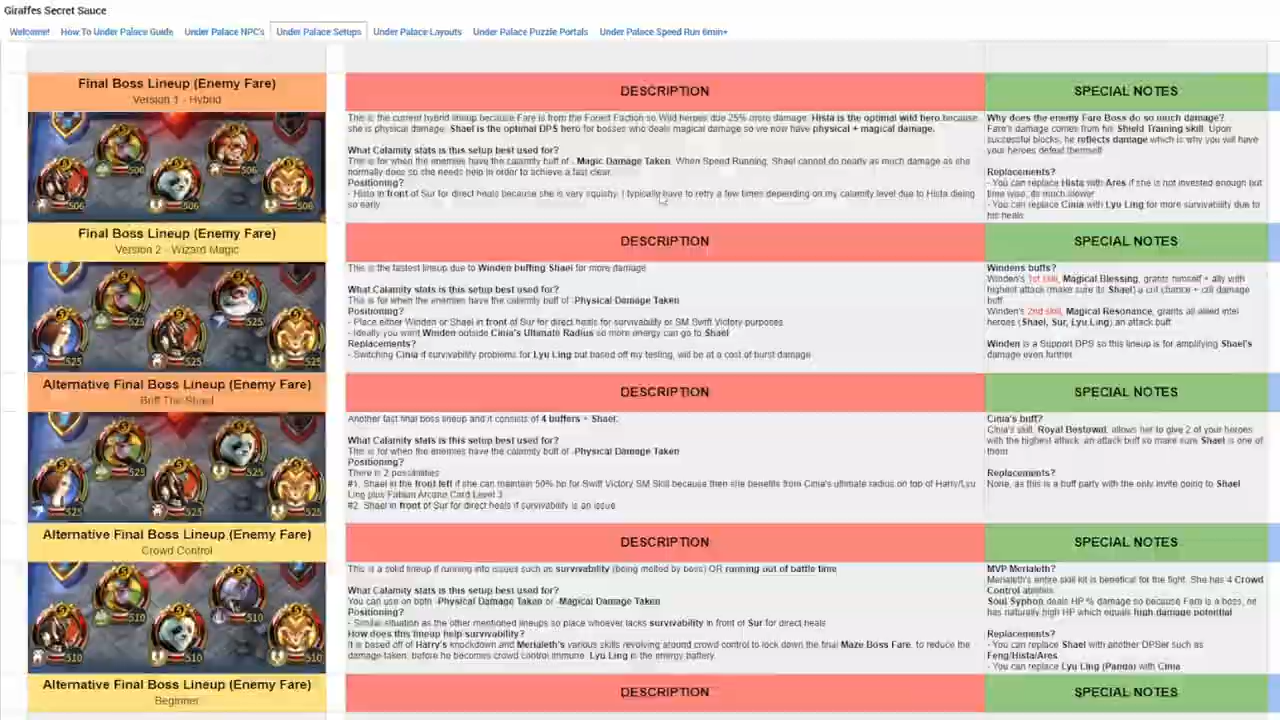 Giraffes Secret Sauce
Welcome! How To Under Palace Guide Under Palace NPC's Under Palace Setups Under Palace Layouts Under Palace Puzzle Portals Under Palace Speed Run 6min+
Final Boss Lineup (Enemy Fare)
Version 1 - Hybrid
506
506
506
506
506
DESCRIPTION
This is the current hybrid lineup because Fare is from the Forest Faction so Wild heroes due 25% more damage. Hista is the optimal wild hero because
she is physical damage. Shael is the optimal DPS hero for bosses who deals magical damage so we now have physical + magical damage.
What Calamity stats is this setup best used for?
This is for when the enemies have the calamity buff of - Magic Damage Taken. When Speed Running, Shael cannot do nearly as much damage as she
normally does so she needs help in order to achieve a fast clear.
Positioning?
- Hista in front of Sur for direct heals because she is very squishy. I typically have to retry a few times depending on my calamity level due to Hista dieing
so early.
SPECIAL NOTES
Why does the enemy Fare Boss do so much damage?
Fare's damage comes from his Shield Training skill. Upon
successful blocks, he reflects damage which is why you will have
your heroes defeat themself
Replacements?
- You can replace Hista with Ares if she is not invested enough but
time wise, its much slower
- You can replace Cinia with Lyu Ling for more survivability due to
his heals
Final Boss Lineup (Enemy Fare)
Version 2 - Wizard Magic
525
525
525
525
525
DESCRIPTION
This is the fastest lineup due to Winden buffing Shael for more damage
What Calamity stats is this setup best used for?
This is for when the enemies have the calamity buff of -Physical Damage Taken
Positioning?
- Place either Winden or Shael in front of Sur for direct heals for survivability or SM Swift Victory purposes
- Ideally you want Winden outside Cinia's Ultimate Radius so more energy can go to Shael
Replacements?
- Switching Cinia if survivability problems for Lyu Ling but based off my testing, will be at a cost of burst damage
SPECIAL NOTES
Windens buffs?
Winden's 1st skill, Magical Blessing, grants himself + ally with
highest attack (make sure its Shael) a crit chance + crit damage
buff
Winden's 2nd skill, Magical Resonance, grants all allied intel
heroes (Shael, Sur, Lyu Ling) an attack buff
Winden is a Support DPS so this lineup is for amplifying Shael's
damage even further
Alternative Final Boss Lineup (Enemy Fare)
Buff The Shael
525
525
525
525
525
DESCRIPTION
Another fast final boss lineup and it consists of 4 buffers + Shael.
What Calamity stats is this setup best used for?
This is for when the enemies have the calamity buff of -Physical Damage Taken
Positioning?
There is 2 possibilities
#1. Shael in the front left if she can maintain 50% hp for Swift Victory SM Skill because then she benefits from Cinia's ultimate radius on top of Harry/Lyu
Ling plus Fabian Arcane Card Level 3
#2. Shael in front of Sur for direct heals if survivability is an issue
SPECIAL NOTES
Cinia's buff?
Cinia's skill, Royal Bestowal, allows her to give 2 of your heroes
with the highest attack, an attack buff so make sure Shael is one of
them
Replacements?
None, as this is a buff party with the only invite going to Shael
Alternative Final Boss Lineup (Enemy Fare)
Crowd Control
510
510
510
510
510
DESCRIPTION
This is a solid lineup if running into issues such as survivability (being melted by boss) OR running out of battle time
What Calamity stats is this setup best used for?
You can use on both -Physical Damage Taken or -Magical Damage Taken
Positioning?
- Similar situation as the other mentioned lineups so place whoever lacks survivability in front of Sur for direct heals
How does this lineup help survivability?
It is based off of Harry's knockdown and Merialeth's various skills revolving around crowd control to lock down the final Maze Boss Fare, to reduce the
damage taken, before he becomes crowd control immune. Lyu Ling is the energy battery.
SPECIAL NOTES
MVP Merialeth?
Merialeth's entire skill kit is benefical for the fight. She has 4 Crowd
Control abilities.
Soul Syphon deals HP % damage so because Fare is a boss, he
has naturally high HP which equals high damage potential
Replacements?
- You can replace Shael with another DPSer such as
Feng/Hista/Ares
- You can replace Lyu Ling (Panda) with Cinia
Alternative Final Boss Lineup (Enemy Fare)
Beginner
DESCRIPTION
SPECIAL NOTES